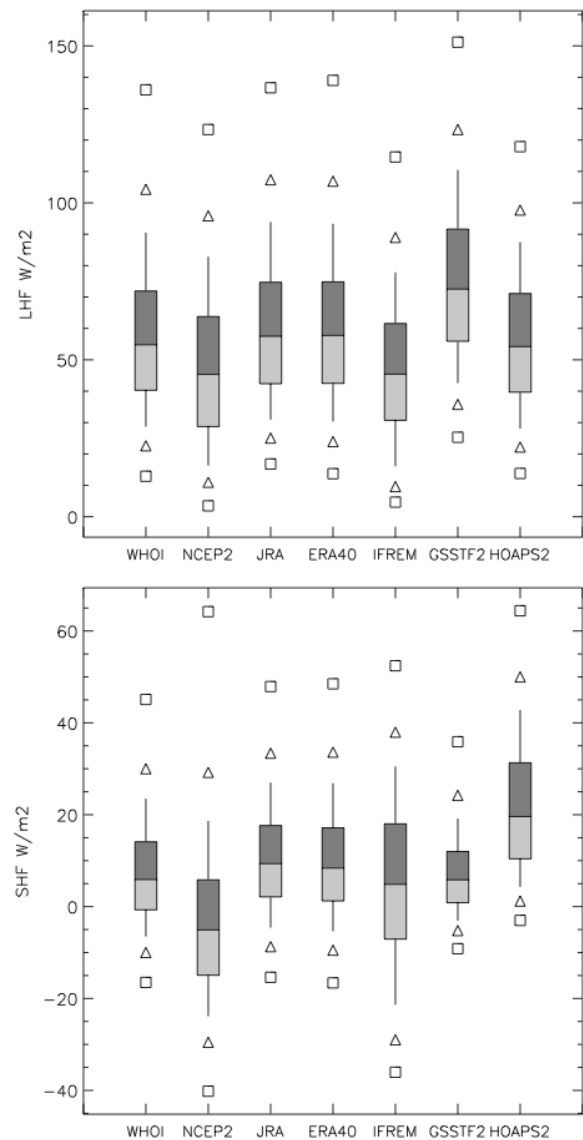 150
100
50
0
LHF W/m2
WHOI NCEP2 JRA ERA40 IFREM GSSTF2 HOAPS2
60
40
20
0
-20
-40
SHF W/m2
WHOI NCEP2 JRA ERA40 IFREM GSSTF2 HOAPS2